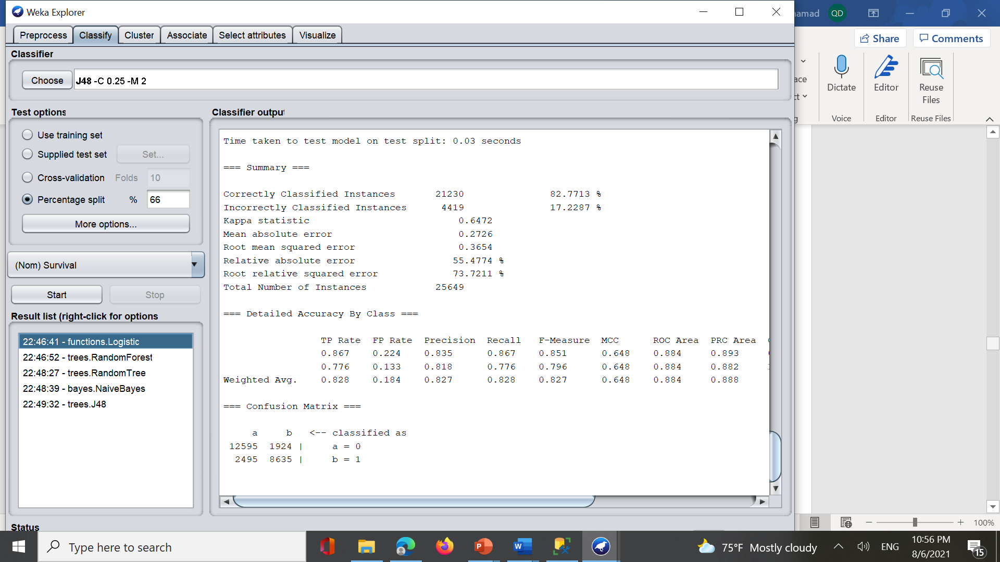 Weka Explorer
Preprocess Classify Cluster Associate Select attributes Visualize
Classifier
Choose J48 -C 0.25 -M 2
Test options
Use training set
Supplied test set Set...
Cross-validation Folds 10
Percentage split % 66
More options...
(Nom) Survival
Start Stop
Result list (right-click for options
22:46:41 - functions.Logistic
22:46:52 - trees.RandomForest
22:48:27 - trees.RandomTree
22:48:39 - bayes.NaiveBayes
22:49:32 - trees.J48
Classifier output
Time taken to test model on test split: 0.03 seconds
=== Summary ===
Correctly Classified Instances 21230 82.7713 %
Incorrectly Classified Instances 4419 17.2287 %
Kappa statistic 0.6472
Mean absolute error 0.2726
Root mean squared error 0.3654
Relative absolute error 55.4774 %
Root relative squared error 73.7211 %
Total Number of Instances 25649
=== Detailed Accuracy By Class ===
TP Rate FP Rate Precision Recall F-Measure MCC ROC Area PRC Area
0.867 0.224 0.835 0.867 0.851 0.648 0.884 0.893
0.776 0.133 0.818 0.776 0.796 0.648 0.884 0.882
Weighted Avg. 0.828 0.184 0.827 0.828 0.827 0.648 0.884 0.888
=== Confusion Matrix ===
a b <-- classified as
12595 1924 | a = 0
2495 8635 | b = 1
Status
amad QD
Share Comments
ace
ct
g
Dictate
Editor
Reuse
Files
Voice Editor Reuse Files
100%
Type here to search
75°F Mostly cloudy
ENG
10:56 PM
8/6/2021
15